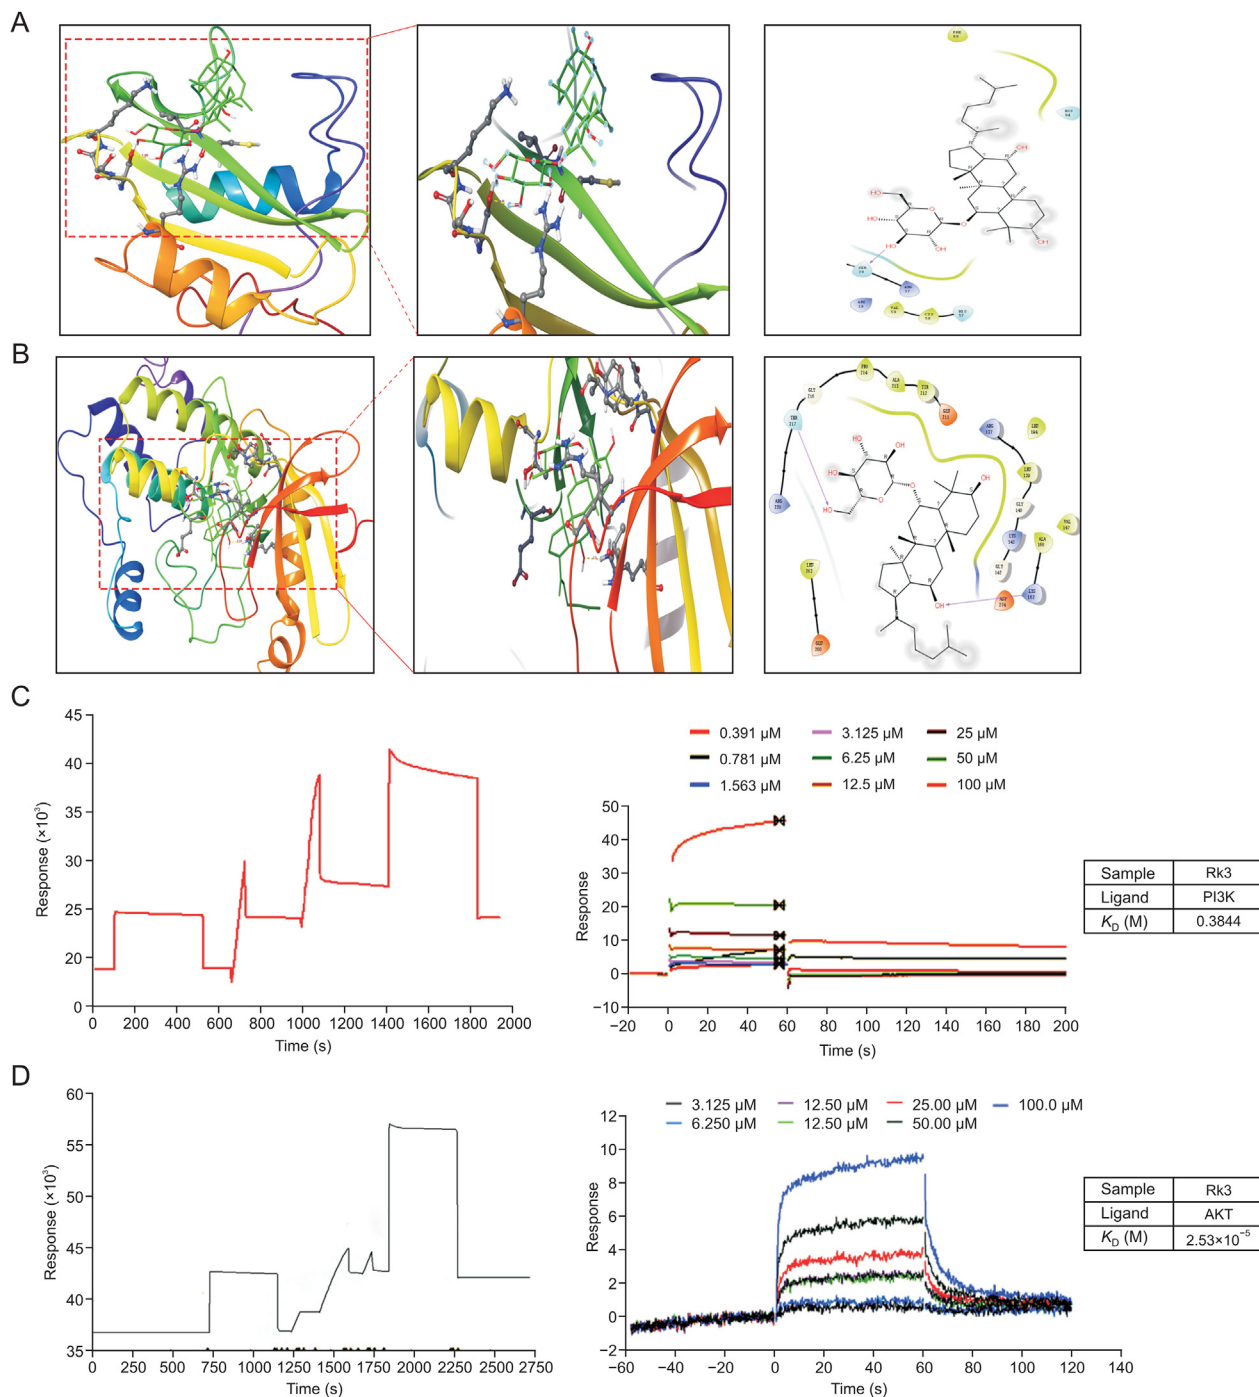 A
B
GLY
PRO
ALA
C
45
40
35
30
25
20
0
Response (×10³)
0 200 400 600 800 1000 1200 1400 1600 1800 2000
Time (s)
0.391 μM 3.125 μM 25 μM
0.781 μM 6.25 μM 50 μM
1.563 μM 12.5 μM 100 μM
50
40
30
20
10
0
−10
Response
−20 0 20 40 60 80 100 120 140 160 180 200
Time (s)
Sample Rk3
Ligand PI3K
K_D (M) 0.3844
D
60
55
45
40
35
Response (×10³)
0 250 500 750 1000 1250 1500 1750 2000 2250 2500 2750
Time (s)
3.125 μM 12.50 μM 25.00 μM 100.0 μM
6.250 μM 12.50 μM 50.00 μM
12
10
8
6
4
2
0
−2
Response
−60 −40 −20 0 20 40 60 80 100 120 140
Time (s)
Sample Rk3
Ligand AKT
K_D (M) 2.53×10⁻⁵